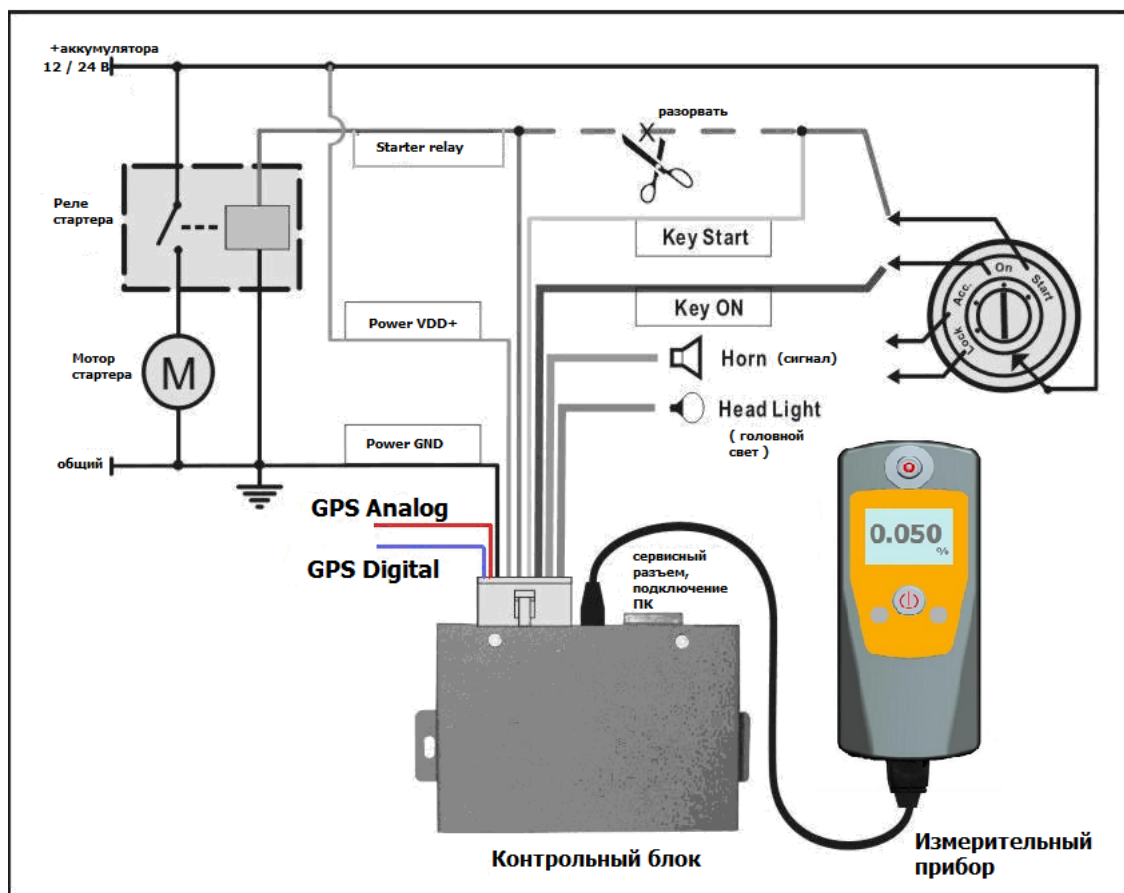 +аккумулятора
12 / 24 В
разорвать
Starter relay
Реле
стартера
Key Start
On
Start
Acc.
Lock
Key ON
Power VDD+
Мотор
стартера
M
Horn (сигнал)
Head Light
( головной
свет )
Power GND
общий
GPS Analog
GPS Digital
сервисный
разъем,
подключение
ПК
0.050
%
Контрольный блок
Измерительный
прибор